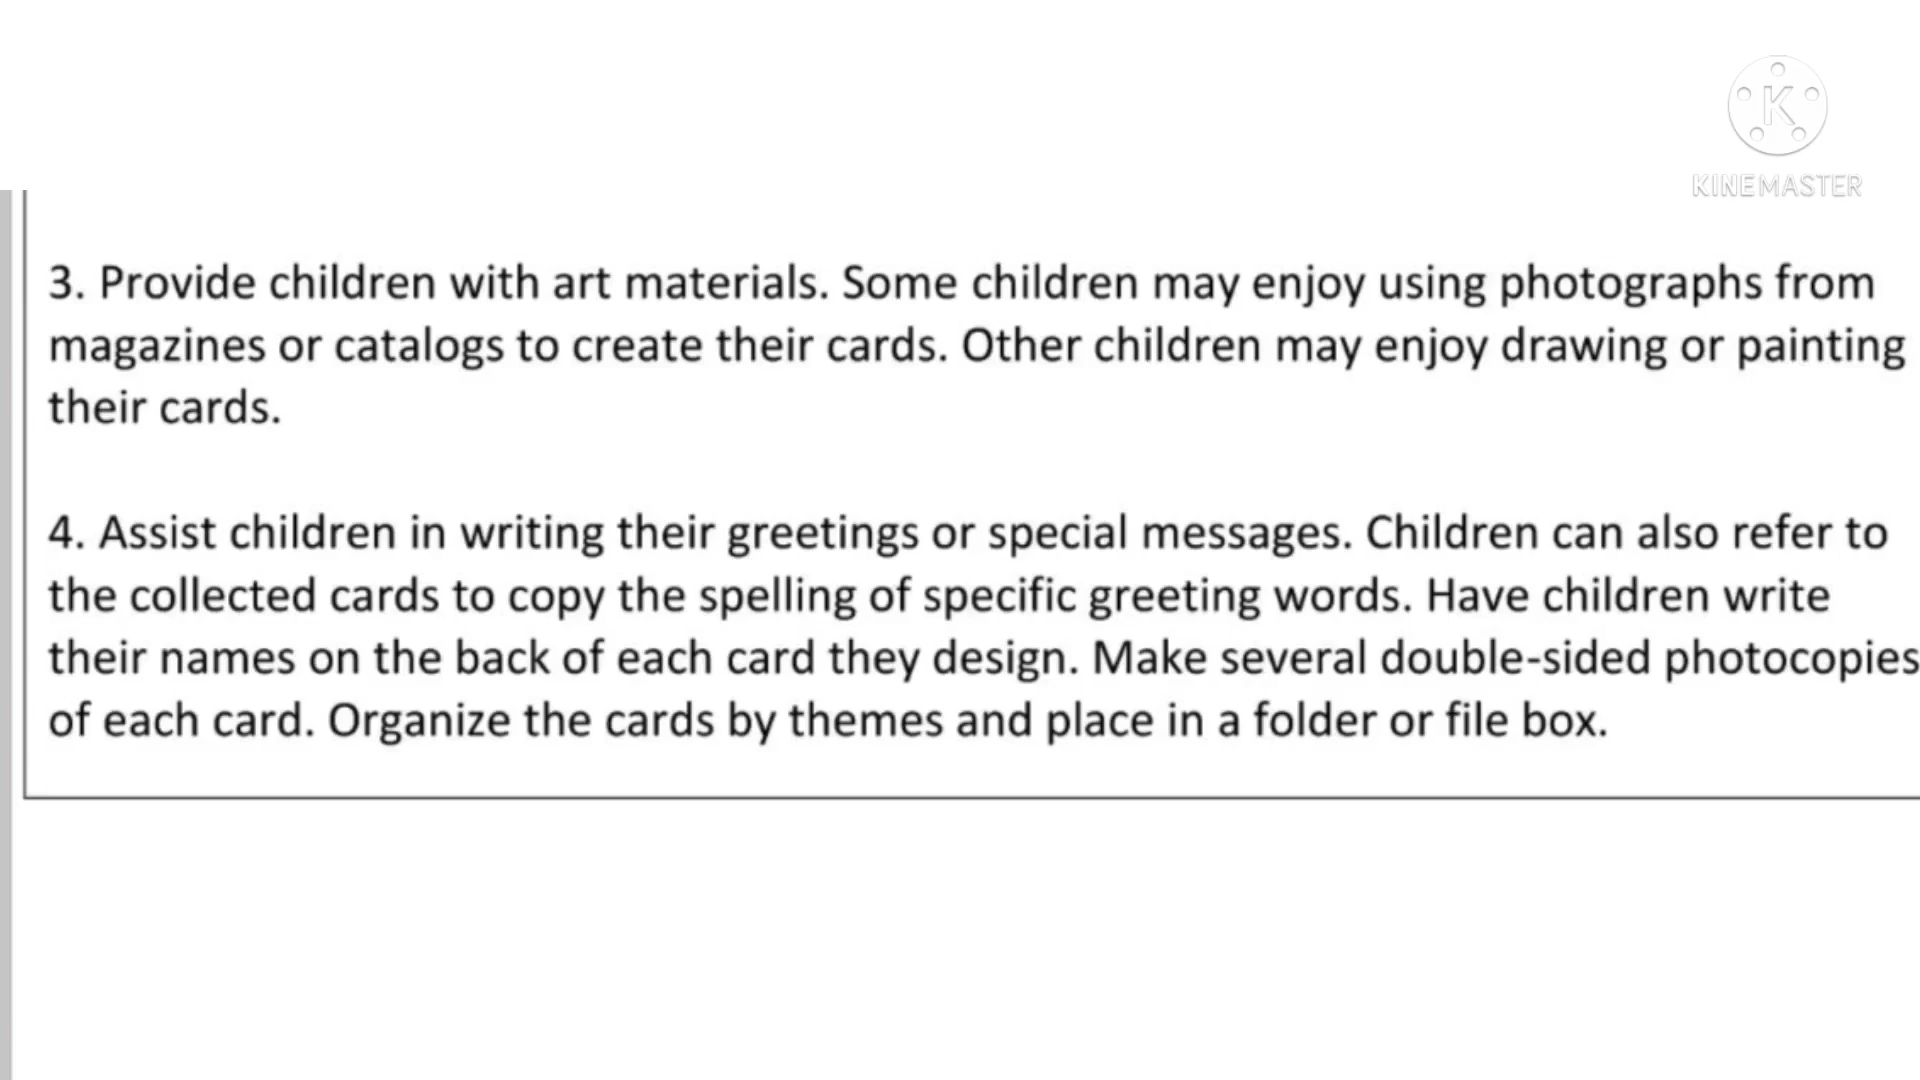 KINEMASTER
3. Provide children with art materials. Some children may enjoy using photographs from
magazines or catalogs to create their cards. Other children may enjoy drawing or painting
their cards.
4. Assist children in writing their greetings or special messages. Children can also refer to
the collected cards to copy the spelling of specific greeting words. Have children write
their names on the back of each card they design. Make several double-sided photocopies
of each card. Organize the cards by themes and place in a folder or file box.